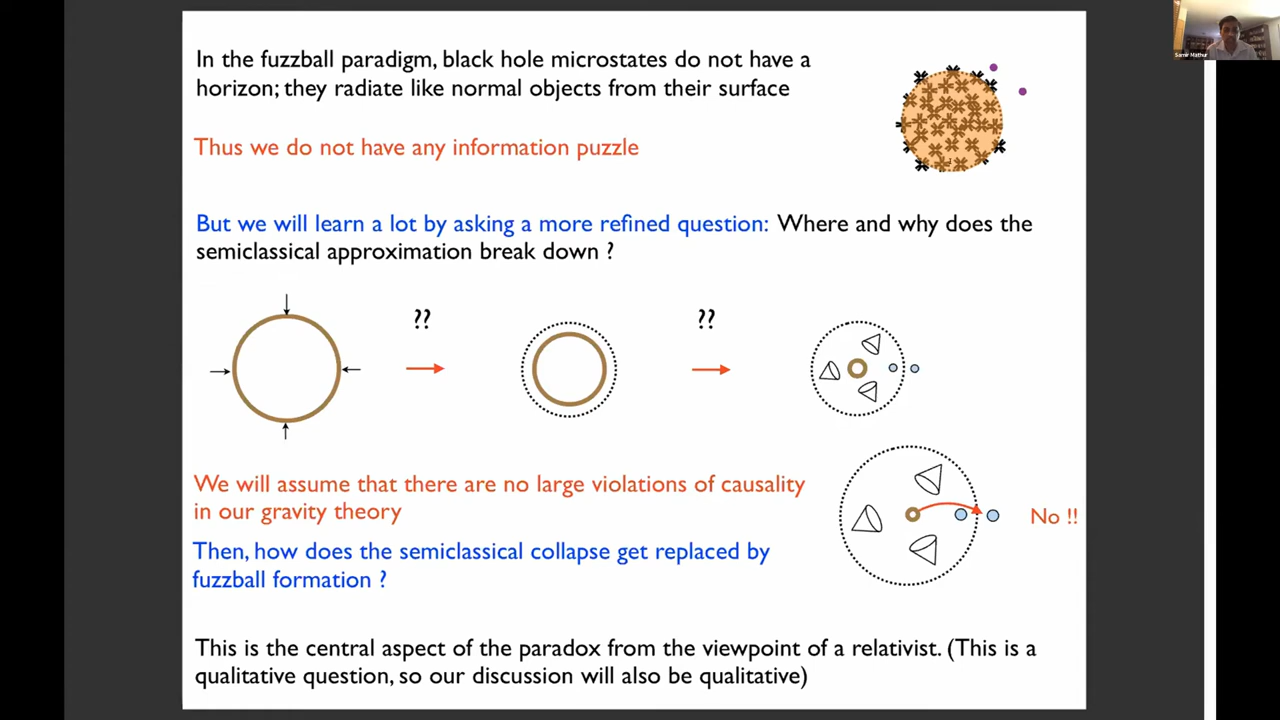 Samir Mathur
In the fuzzball paradigm, black hole microstates do not have a
horizon; they radiate like normal objects from their surface
Thus we do not have any information puzzle
But we will learn a lot by asking a more refined question: Where and why does the
semiclassical approximation break down ?
??
??
We will assume that there are no large violations of causality
in our gravity theory
No !!
Then, how does the semiclassical collapse get replaced by
fuzzball formation ?
This is the central aspect of the paradox from the viewpoint of a relativist. (This is a
qualitative question, so our discussion will also be qualitative)